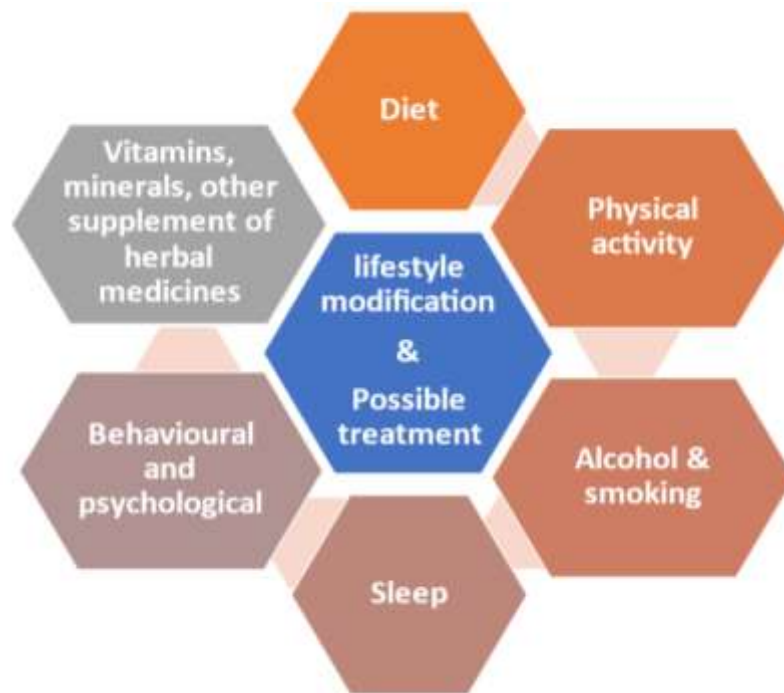 Diet
Physical
activity
Alcohol &
smoking
Sleep
Behavioural
and
psychological
Vitamins,
minerals, other
supplement of
herbal
medicines
lifestyle
modification
&
Possible
treatment